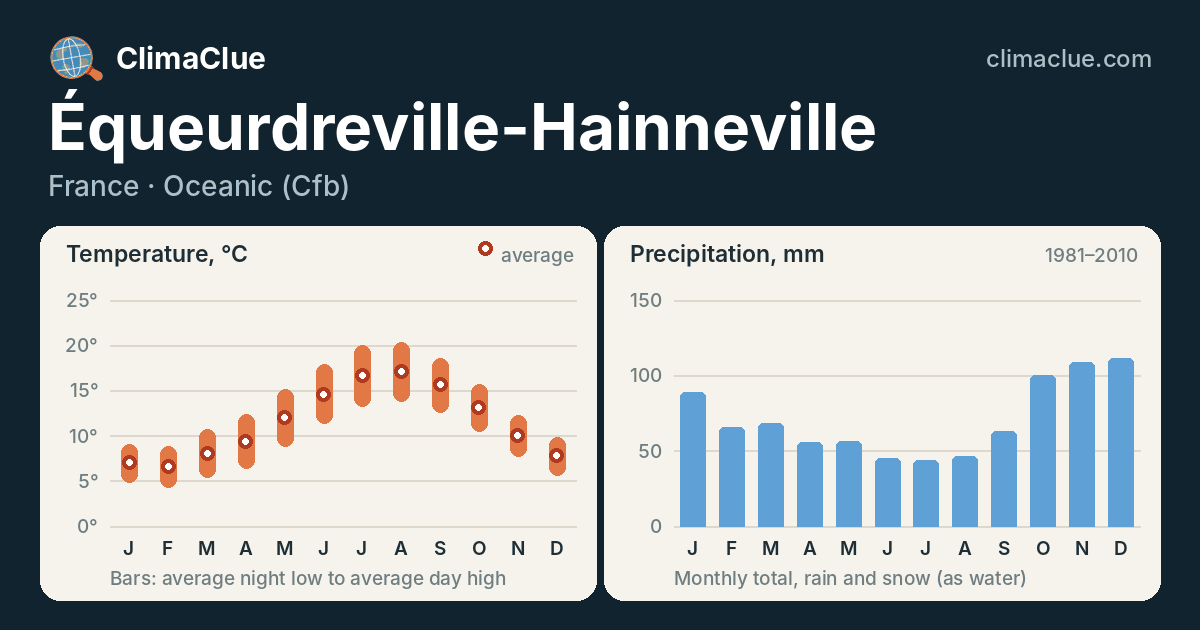 ClimaClue
climaclue.com
Équeurdreville-Hainneville
France · Oceanic (Cfb)
Temperature, °C
average
25°
20°
15°
10°
5°
0°
J F M A M J J A S O N D
Bars: average night low to average day high
Precipitation, mm
1981–2010
150
100
50
0
J F M A M J J A S O N D
Monthly total, rain and snow (as water)